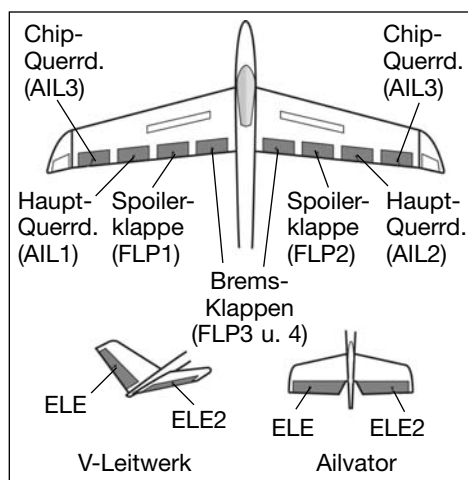 Chip-
Querrd.
(AIL3)
Chip-
Querrd.
(AIL3)
Haupt-
Querrd.
(AIL1)
Spoiler-
klappe
(FLP1)
Spoiler-
klappe
(FLP2)
Haupt-
Querrd.
(AIL2)
Brems-
Klappen
(FLP3 u. 4)
ELE
ELE2
V-Leitwerk
ELE
ELE2
Ailvator